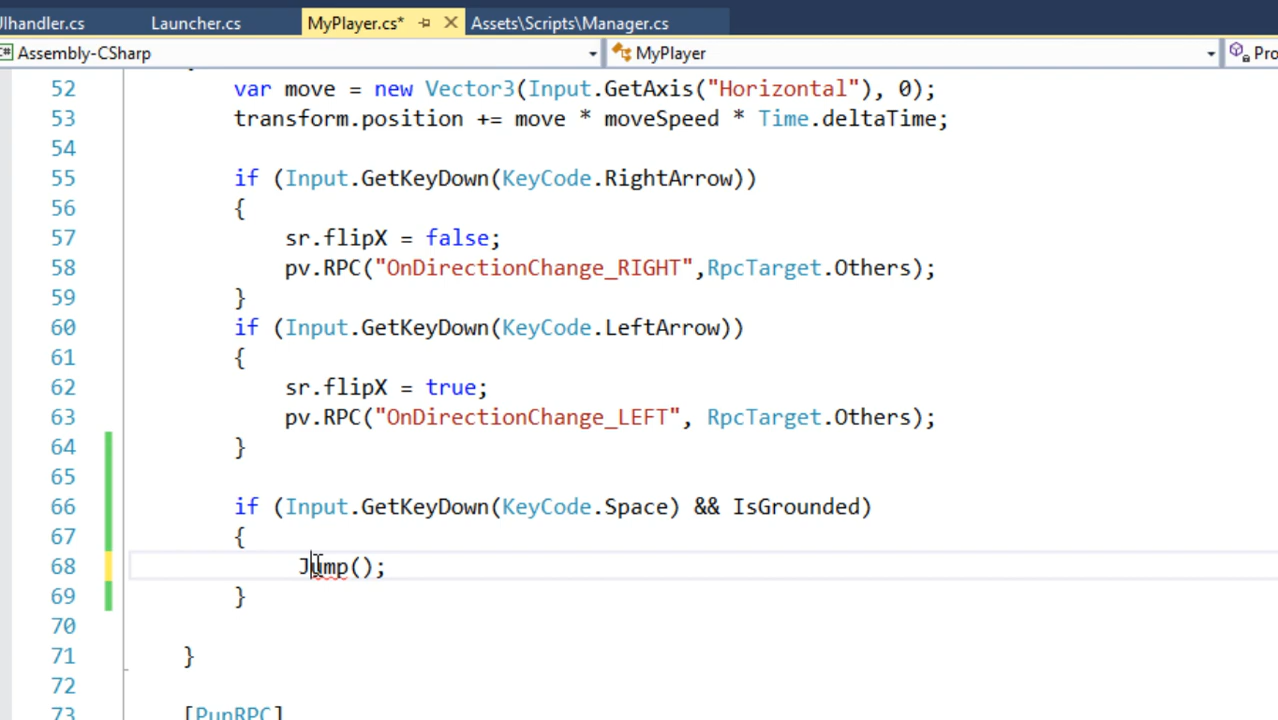 UIhandler.cs Launcher.cs MyPlayer.cs* Assets\Scripts\Manager.cs
C# Assembly-CSharp MyPlayer Pro
52 var move = new Vector3(Input.GetAxis("Horizontal"), 0);
53 transform.position += move * moveSpeed * Time.deltaTime;
54
55 if (Input.GetKeyDown(KeyCode.RightArrow))
56 {
57 sr.flipX = false;
58 pv.RPC("OnDirectionChange_RIGHT",RpcTarget.Others);
59 }
60 if (Input.GetKeyDown(KeyCode.LeftArrow))
61 {
62 sr.flipX = true;
63 pv.RPC("OnDirectionChange_LEFT", RpcTarget.Others);
64 }
65
66 if (Input.GetKeyDown(KeyCode.Space) && IsGrounded)
67 {
68 Jump();
69 }
70
71 }
72
73 [PunRPC]